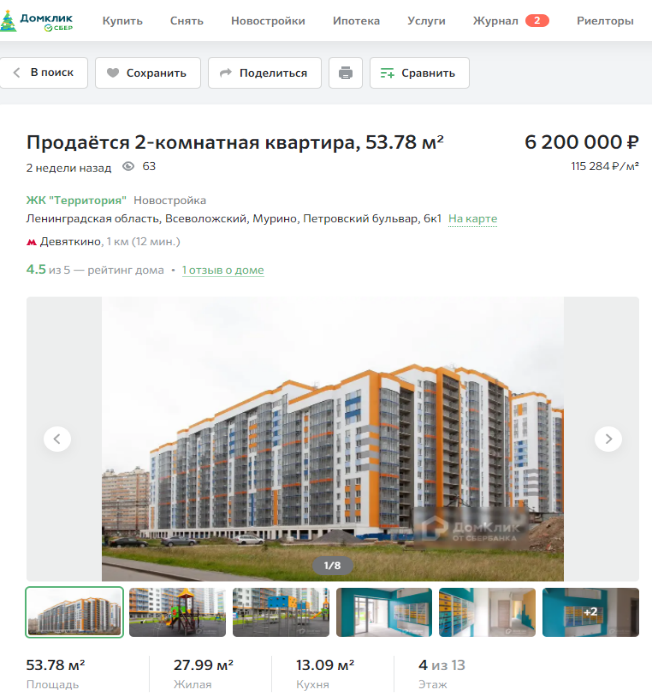 Домклик
СБЕР
Купить Снять Новостройки Ипотека Услуги Журнал 2 Риелторы
В поиск Сохранить Поделиться Сравнить
Продаётся 2-комнатная квартира, 53.78 м² 6 200 000 ₽
2 недели назад 63 115 284 ₽/м²
ЖК "Территория" Новостройка
Ленинградская область, Всеволожский, Мурино, Петровский бульвар, 6к1 На карте
Девяткино, 1 км (12 мин.)
4.5 из 5 — рейтинг дома • 1 отзыв о доме
ДомКлик
ОТ СБЕРБАНКА
1/8
+2
53.78 м² 27.99 м² 13.09 м² 4 из 13
Площадь Жилая Кухня Этаж